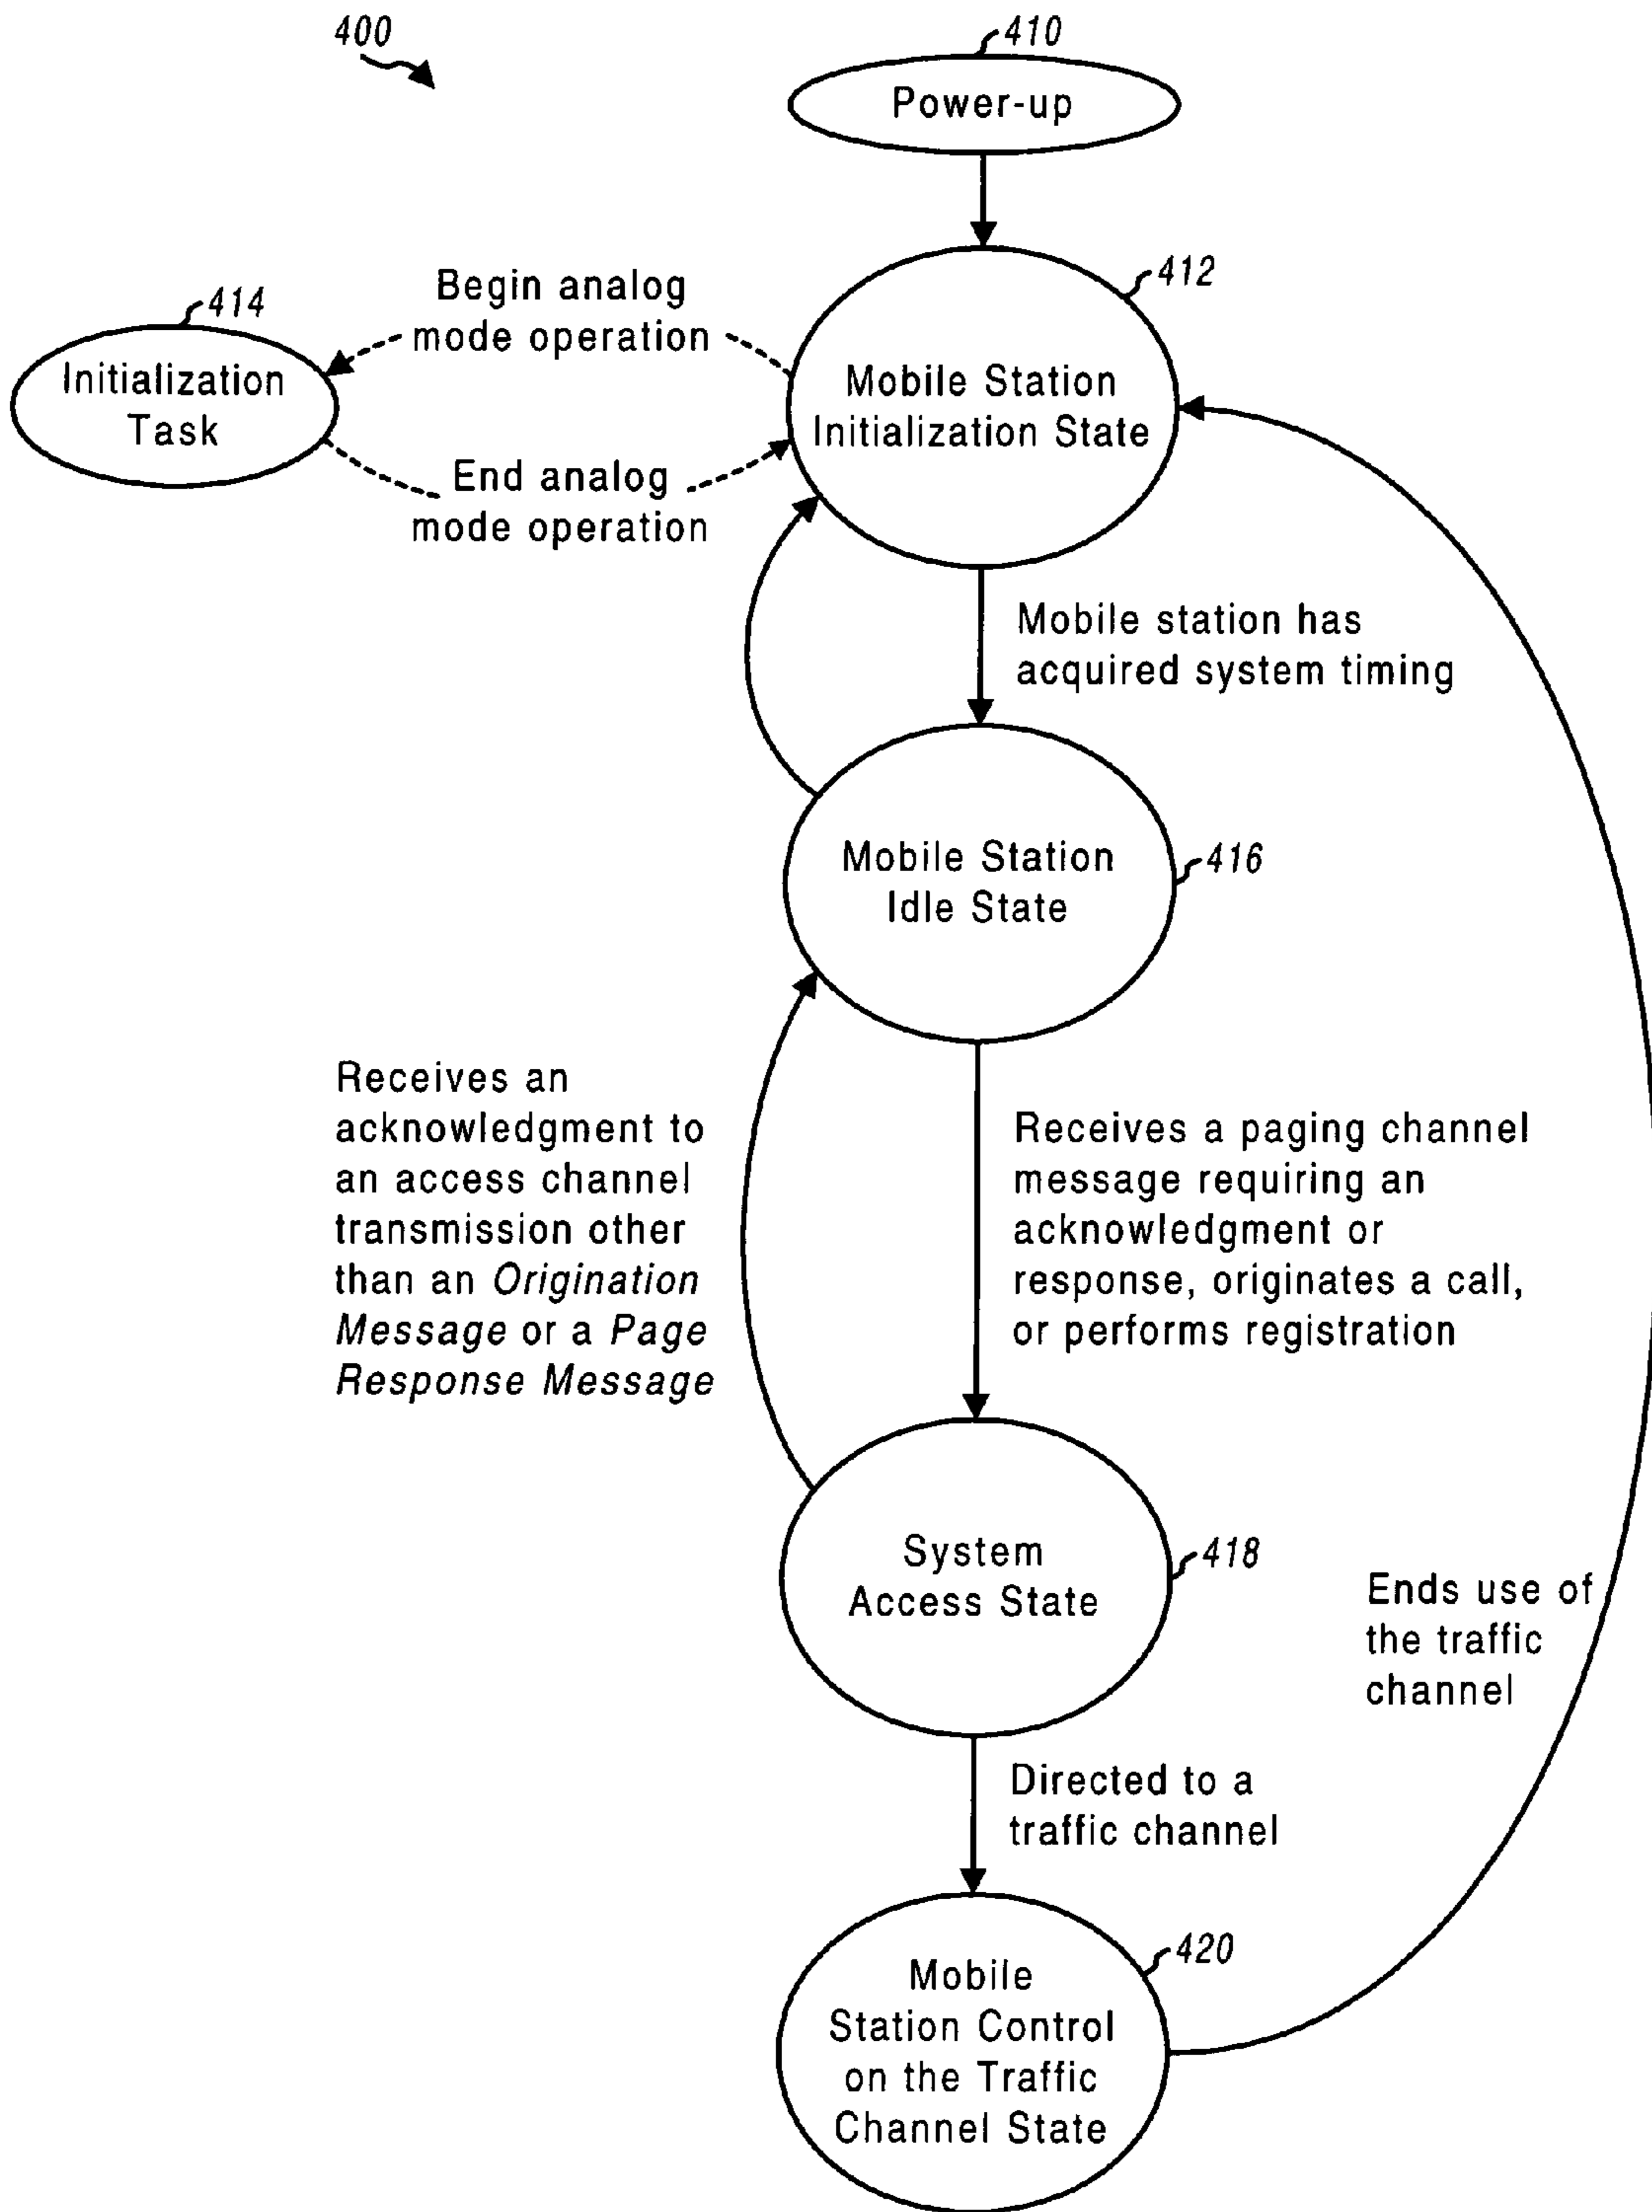 400
410
Power-up
412
414
Begin analog
mode operation
Initialization
Task
Mobile Station
Initialization State
End analog
mode operation
Mobile station has
acquired system timing
Mobile Station
Idle State
416
Receives an
acknowledgment to
an access channel
transmission other
than an Origination
Message or a Page
Response Message
Receives a paging channel
message requiring an
acknowledgment or
response, originates a call,
or performs registration
System
Access State
418
Ends use of
the traffic
channel
Directed to a
traffic channel
420
Mobile
Station Control
on the Traffic
Channel State